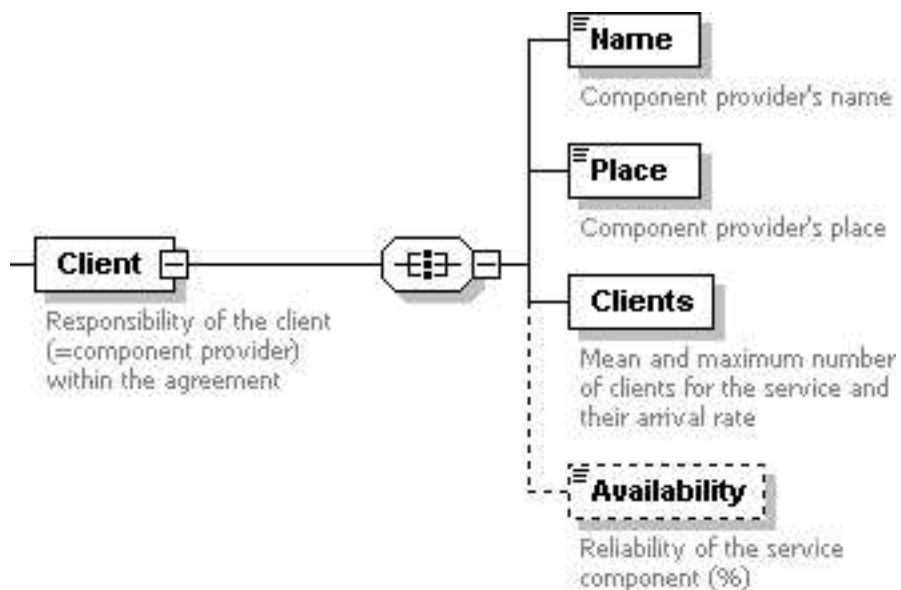 Name
Component provider's name
Place
Component provider's place
Client
Responsibility of the client
(=component provider)
within the agreement
Clients
Mean and maximum number
of clients for the service and
their arrival rate
Availability
Reliability of the service
component (%)